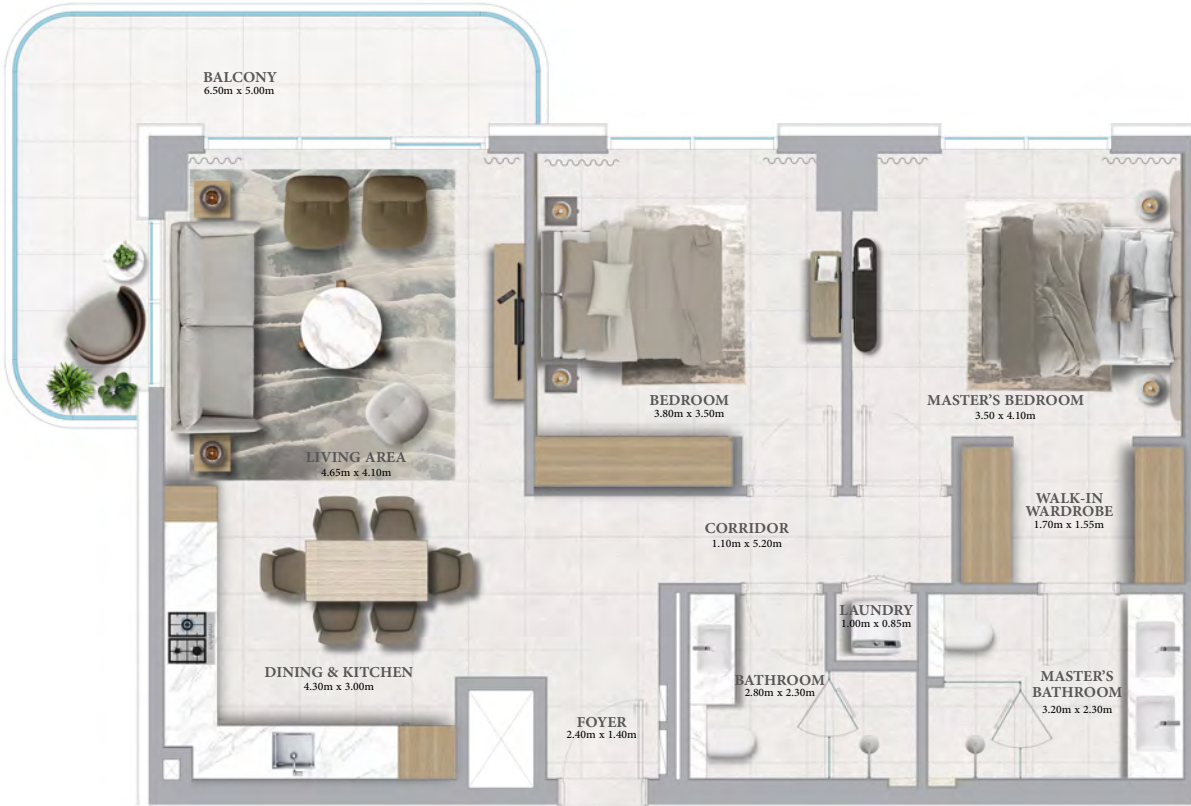 BALCONY
6.50m x 5.00m
BEDROOM
3.80m x 3.50m
MASTER'S BEDROOM
3.50 x 4.10m
LIVING AREA
4.65m x 4.10m
WALK-IN
WARDROBE
1.70m x 1.55m
CORRIDOR
1.10m x 5.20m
LAUNDRY
1.00m x 0.85m
DINING & KITCHEN
4.30m x 3.00m
BATHROOM
2.80m x 2.30m
MASTER'S
BATHROOM
3.20m x 2.30m
FOYER
2.40m x 1.40m